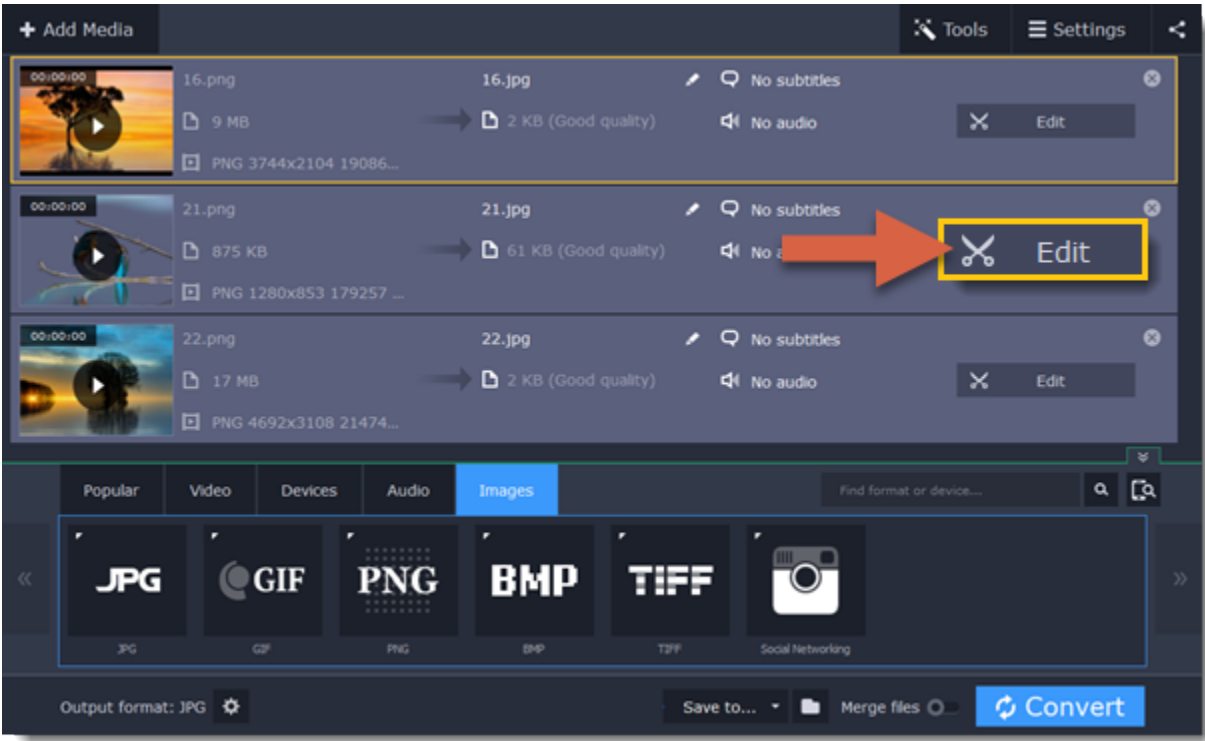 Add Media
Tools
Settings
00:00:00
16.png
16.jpg
No subtitles
9 MB
2 KB (Good quality)
No audio
Edit
PNG 3744x2104 19086...
00:00:00
21.png
21.jpg
No subtitles
875 KB
61 KB (Good quality)
No a
Edit
PNG 1280x853 179257 ...
00:00:00
22.png
22.jpg
No subtitles
17 MB
2 KB (Good quality)
No audio
Edit
PNG 4692x3108 21474...
Popular
Video
Devices
Audio
Images
Find format or device...
JPG
GIF
PNG
BMP
TIFF
JPG
GIF
PNG
BMP
TIFF
Social Networking
Output format: JPG
Save to...
Merge files
Convert